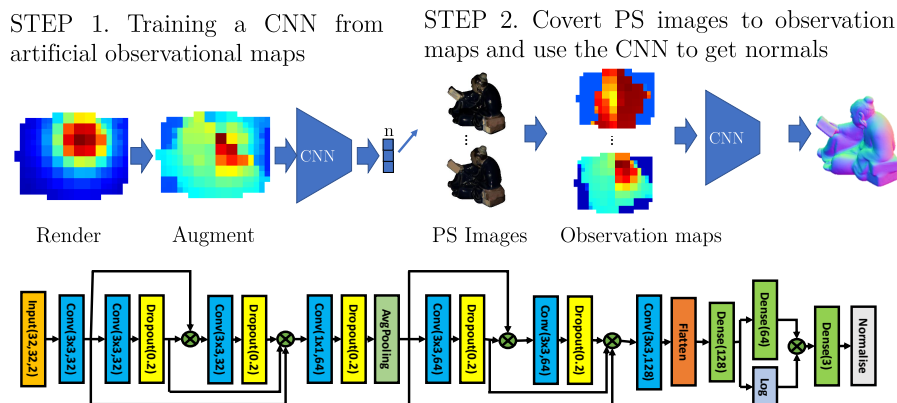 STEP 1. Training a CNN from
artificial observational maps
STEP 2. Covert PS images to observation
maps and use the CNN to get normals
CNN
n
CNN
Render
Augment
PS Images
Observation maps
Input(32,32,2)
Conv(3x3,32)
Conv(3x3,32)
Dropout(0.2)
Conv(3x3,32)
Dropout(0.2)
Conv(1x1,64)
Dropout(0.2)
AvgPooling
Conv(3x3,64)
Dropout(0.2)
Conv(3x3,64)
Dropout(0.2)
Conv(3x3,128)
Flatten
Dense(128)
Dense(64)
Log
Dense(3)
Normalise